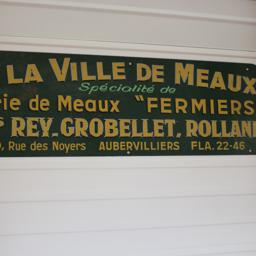 LA VILLE DE MEAUX
Spécialité de
rie de Meaux "FERMIERS
REY-GROBELLET, ROLLAN
Rue des Noyers AUBERVILLIERS FLA. 22-46